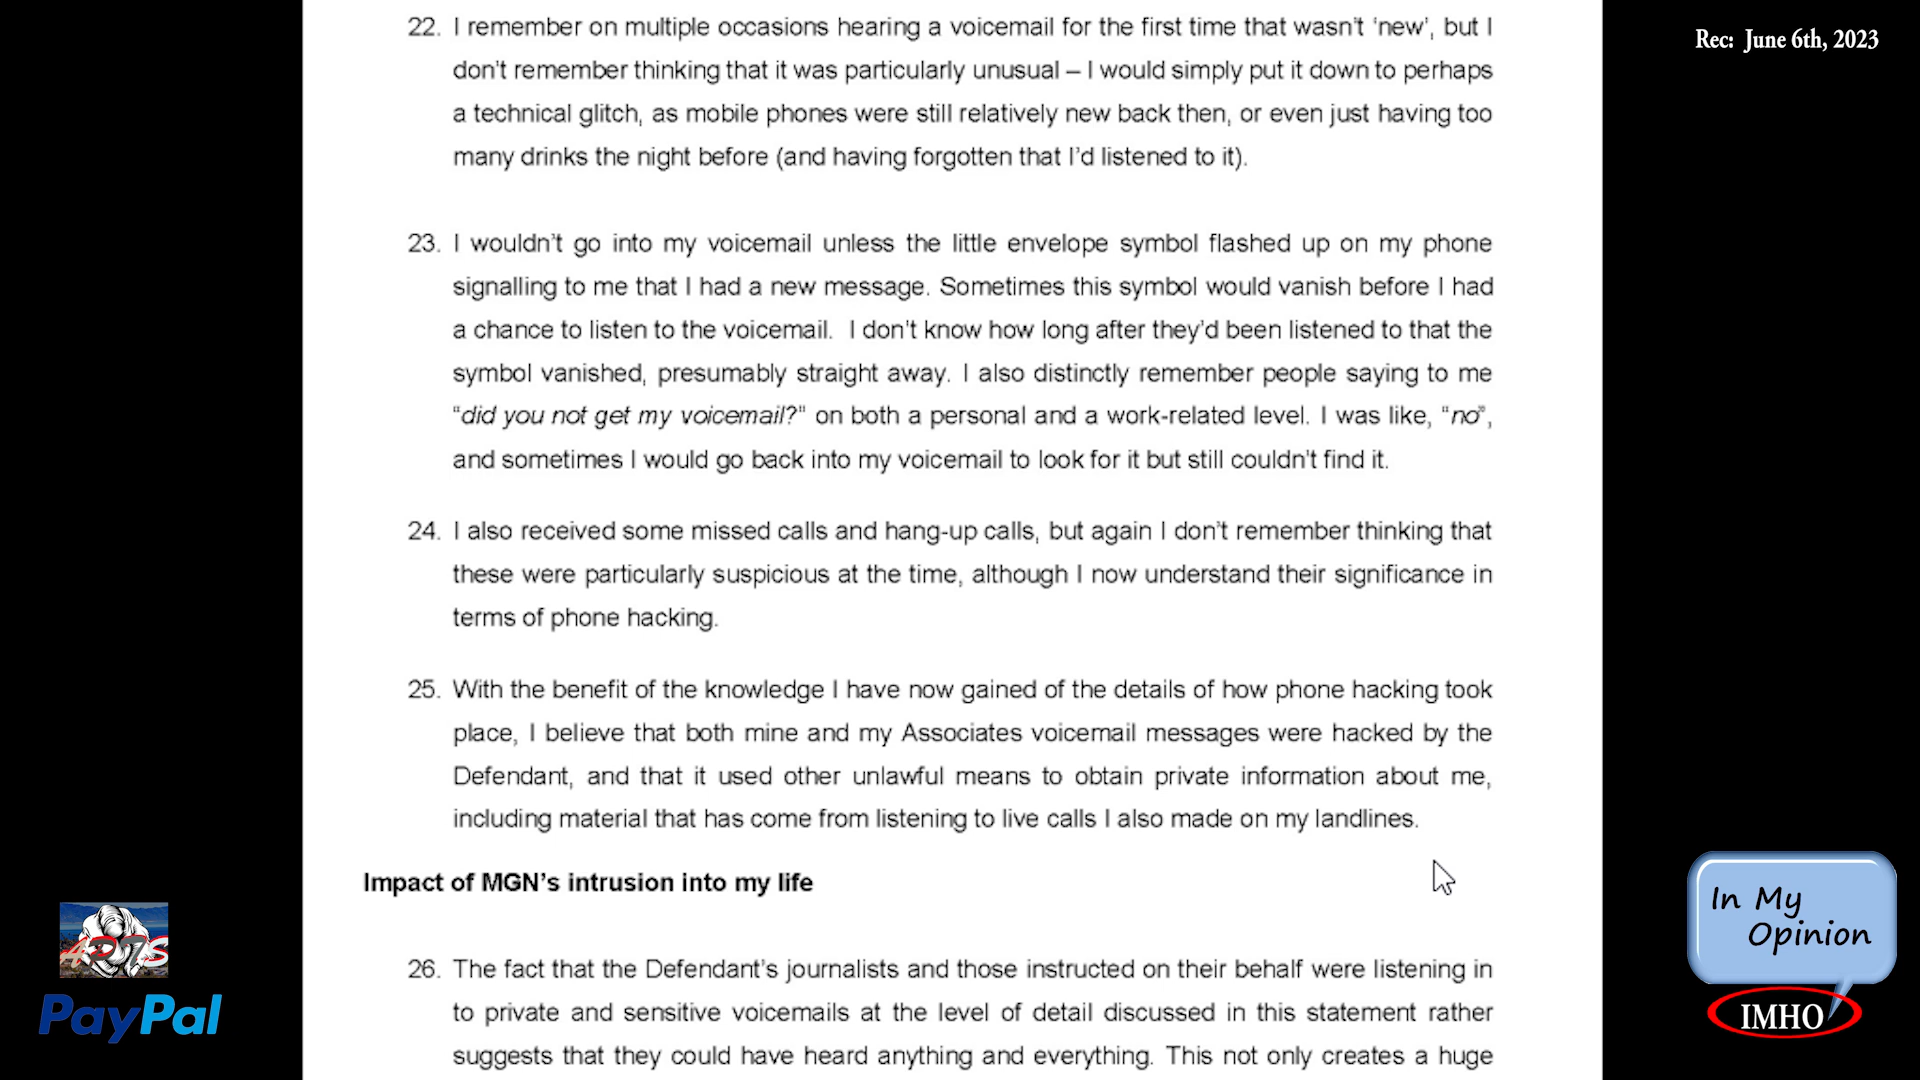 22. I remember on multiple occasions hearing a voicemail for the first time that wasn't 'new', but I
don't remember thinking that it was particularly unusual – I would simply put it down to perhaps
a technical glitch, as mobile phones were still relatively new back then, or even just having too
many drinks the night before (and having forgotten that I'd listened to it).
Rec: June 6th, 2023
23. I wouldn't go into my voicemail unless the little envelope symbol flashed up on my phone
signalling to me that I had a new message. Sometimes this symbol would vanish before I had
a chance to listen to the voicemail. I don't know how long after they'd been listened to that the
symbol vanished, presumably straight away. I also distinctly remember people saying to me
"did you not get my voicemail?" on both a personal and a work-related level. I was like, "no",
and sometimes I would go back into my voicemail to look for it but still couldn't find it.
24. I also received some missed calls and hang-up calls, but again I don't remember thinking that
these were particularly suspicious at the time, although I now understand their significance in
terms of phone hacking.
25. With the benefit of the knowledge I have now gained of the details of how phone hacking took
place, I believe that both mine and my Associates voicemail messages were hacked by the
Defendant, and that it used other unlawful means to obtain private information about me,
including material that has come from listening to live calls I also made on my landlines.
Impact of MGN's intrusion into my life
26. The fact that the Defendant's journalists and those instructed on their behalf were listening in
to private and sensitive voicemails at the level of detail discussed in this statement rather
suggests that they could have heard anything and everything. This not only creates a huge
PayPal
In My
Opinion
IMHO